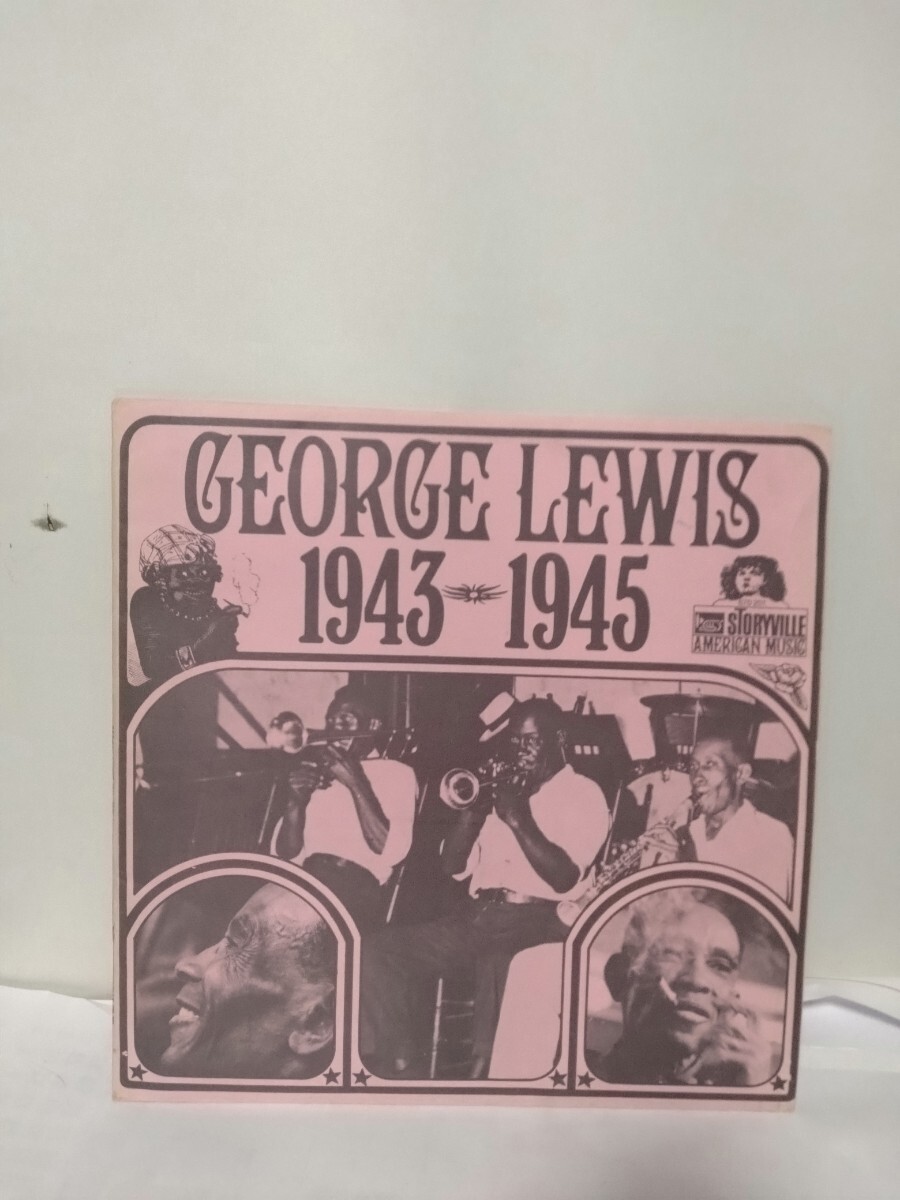 GEORGE LEWIS
1943 1945
STORYVILLE
AMERICAN MUSIC